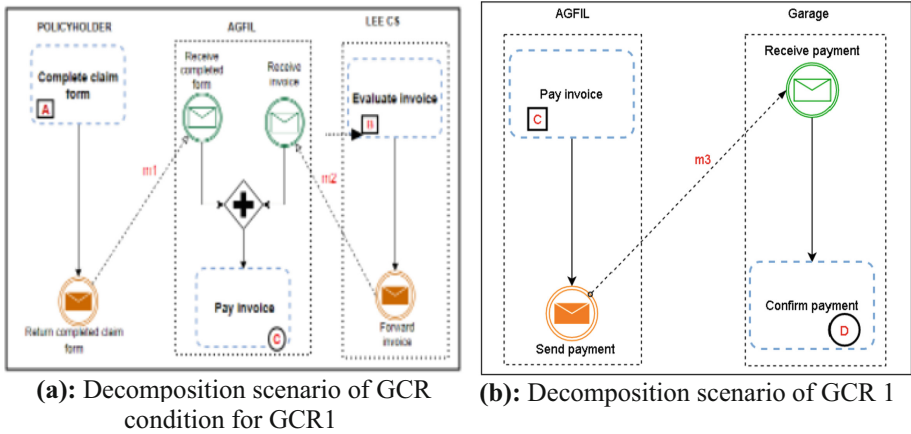 POLICYHOLDER
AGFIL
LEE CS
Complete claim
form
A
Receive
completed
form
Receive
invoice
Evaluate invoice
B
m1
m2
Pay invoice
C
Return completed claim
form
Forward
invoice
(a): Decomposition scenario of GCR
condition for GCR1
AGFIL
Garage
Pay invoice
C
Receive payment
m3
Send payment
Confirm payment
D
(b): Decomposition scenario of GCR 1